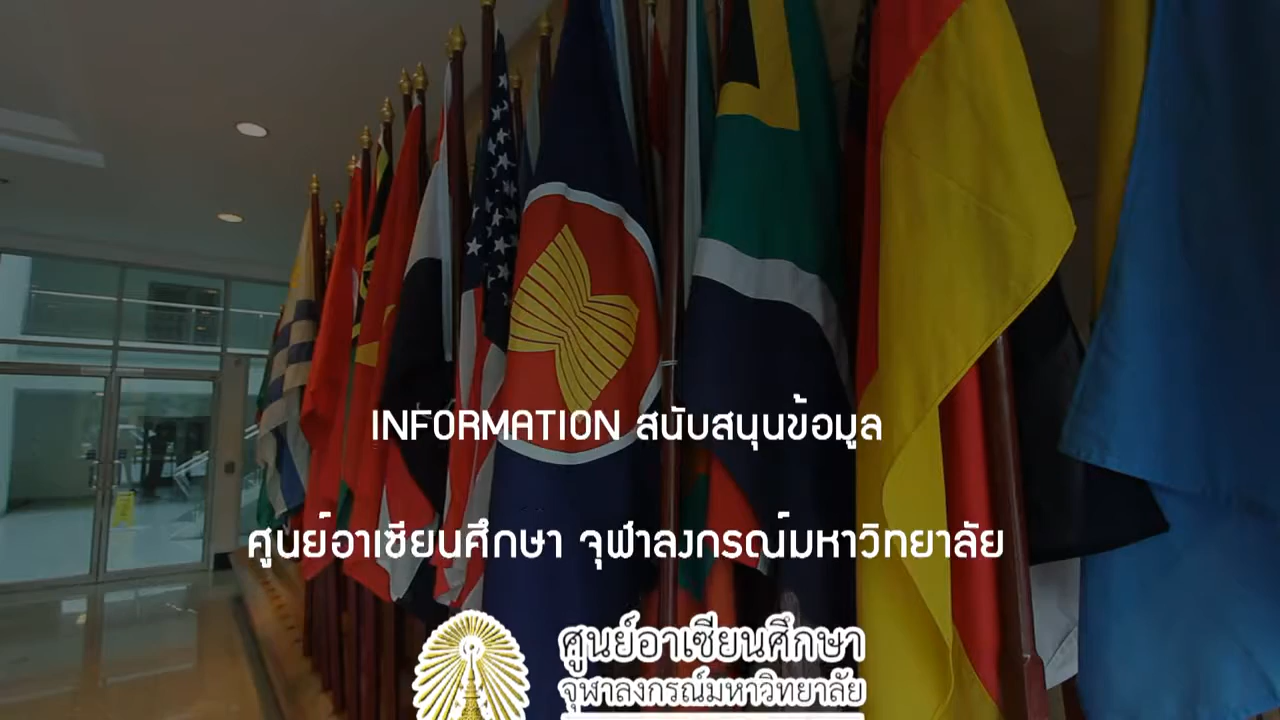 INFORMATION สนับสนุนข้อมูล
ศูนย์อาเซียนศึกษา จุฬาลงกรณ์มหาวิทยาลัย
ศูนย์อาเซียนศึกษา
จุฬาลงกรณ์มหาวิทยาลัย